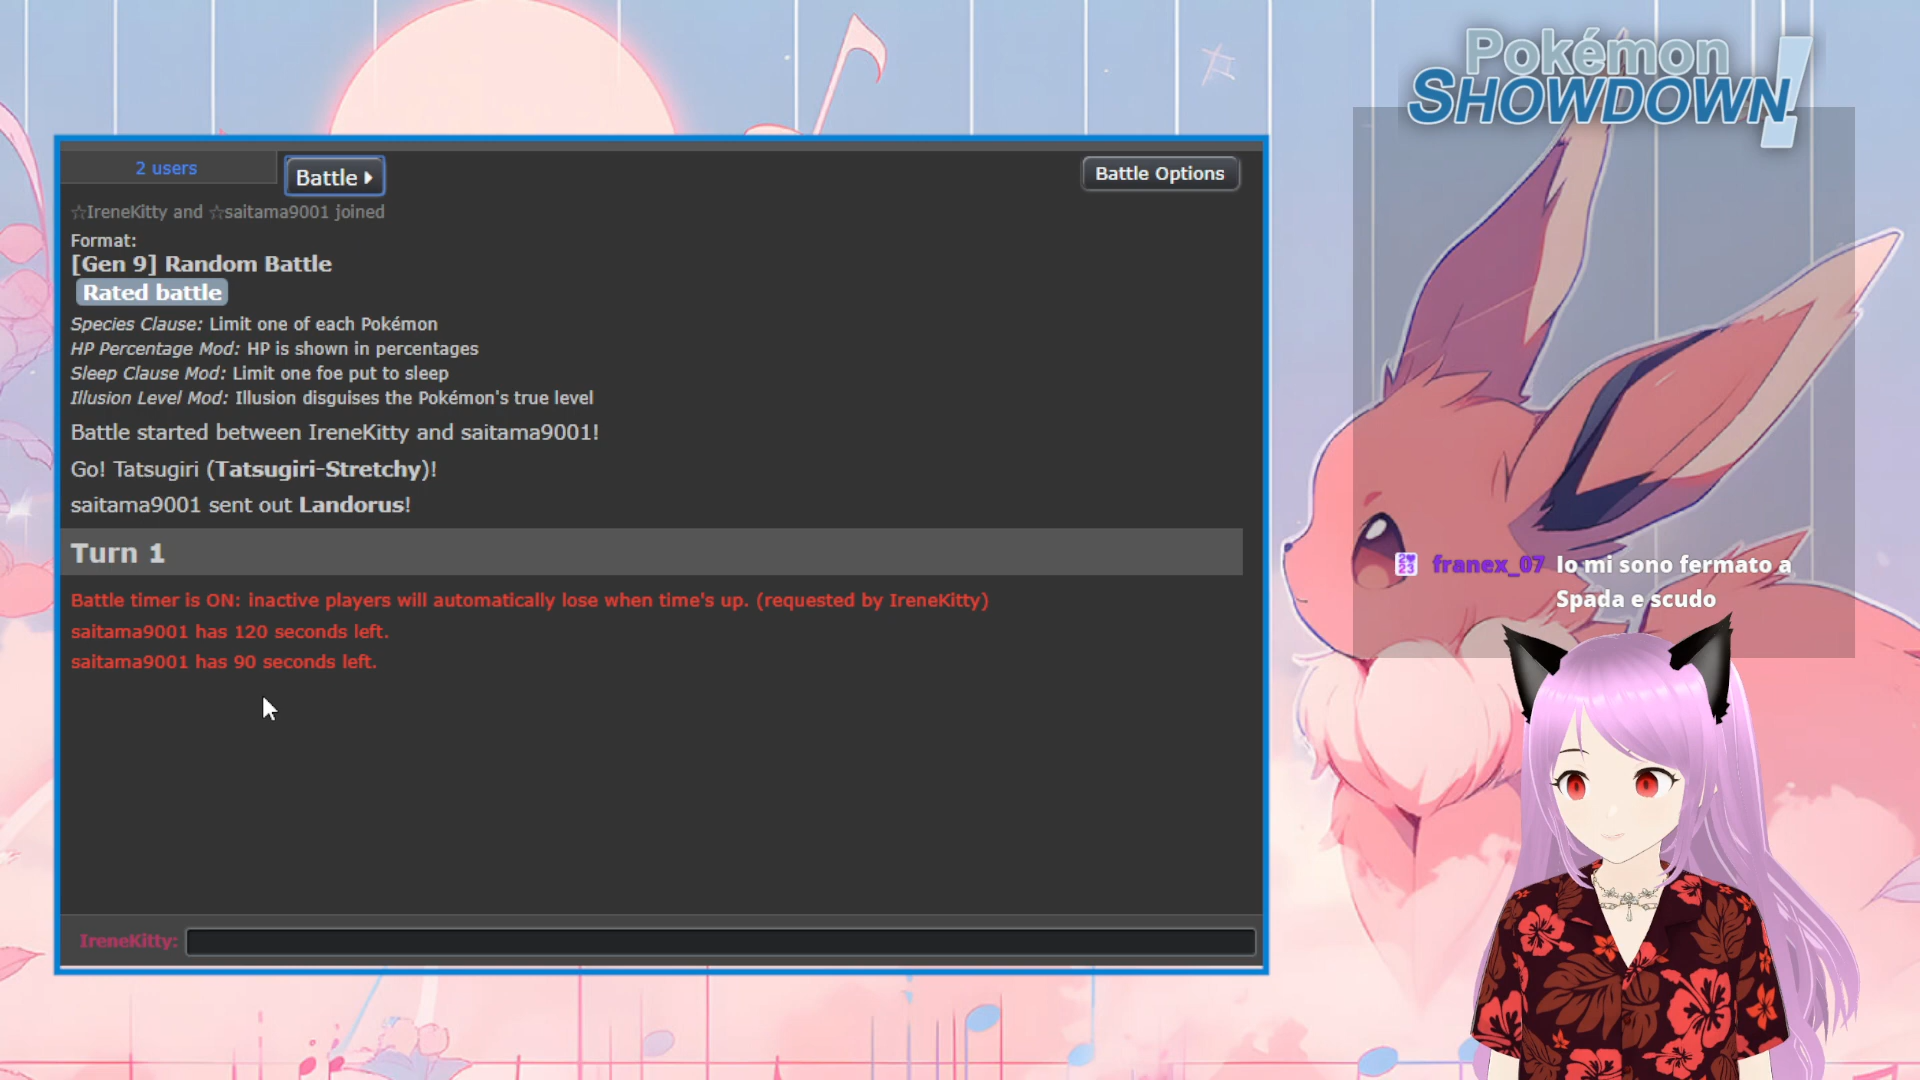 Pokémon
SHOWDOWN!
2 users
Battle
Battle Options
☆IreneKitty and ☆saitama9001 joined
Format:
[Gen 9] Random Battle
Rated battle
Species Clause: Limit one of each Pokémon
HP Percentage Mod: HP is shown in percentages
Sleep Clause Mod: Limit one foe put to sleep
Illusion Level Mod: Illusion disguises the Pokémon's true level
Battle started between IreneKitty and saitama9001!
Go! Tatsugiri (Tatsugiri-Stretchy)!
saitama9001 sent out Landorus!
Turn 1
Battle timer is ON: inactive players will automatically lose when time's up. (requested by IreneKitty)
saitama9001 has 120 seconds left.
saitama9001 has 90 seconds left.
IreneKitty:
franex_07 Io mi sono fermato a
Spada e scudo